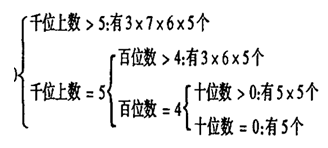 )
千位上数 > 5:有3×7×6×5个
千位上数 = 5
百位数 > 4:有3×6×5个
百位数 = 4
十位数 > 0:有5×5个
十位数 = 0:有5个